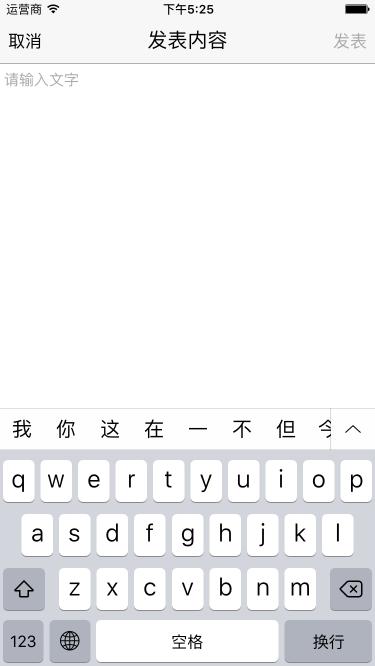 运营商 下午5:25
取消 发表内容 发表
请输入文字
我 你 这 在 一 不 但 今
q w e r t y u i o p
a s d f g h j k l
z x c v b n m
123 空格 换行